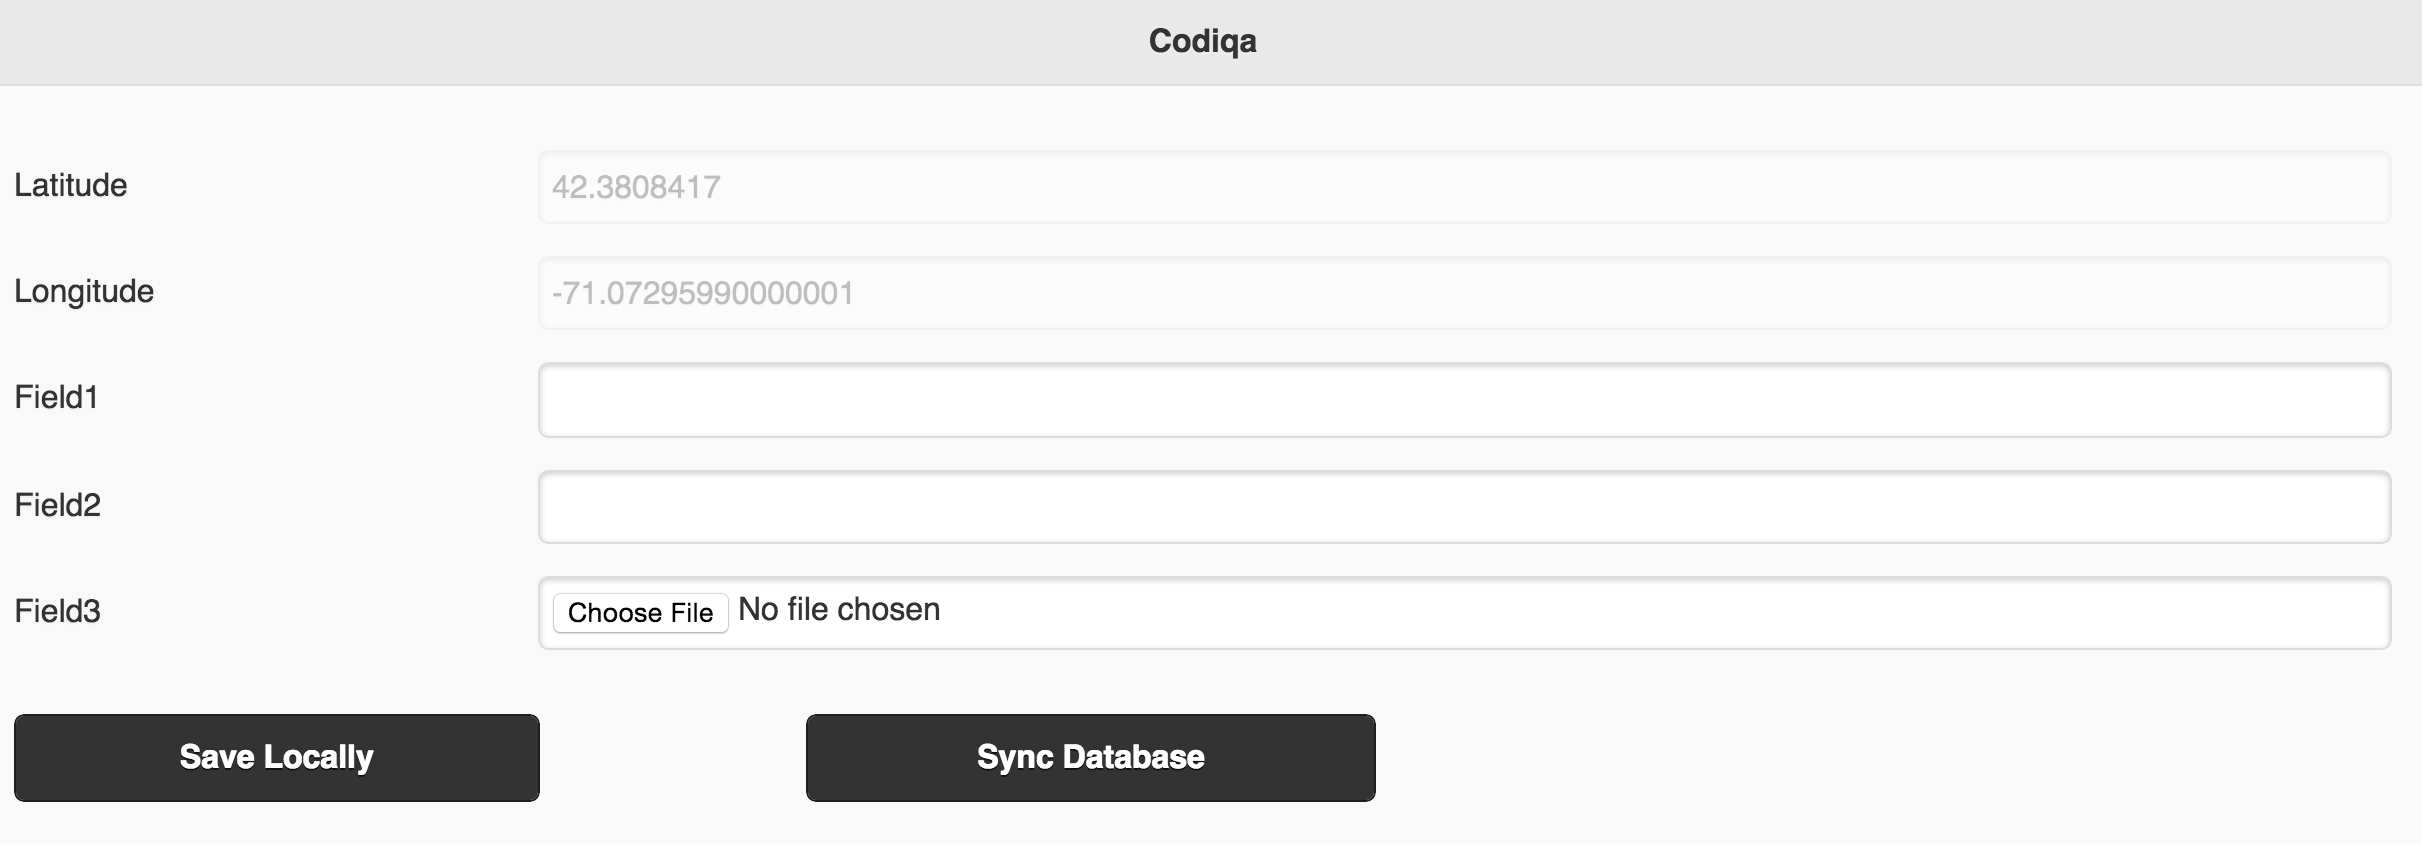 Codiqa
Latitude
42.3808417
Longitude
-71.07295990000001
Field1
Field2
Field3
Choose File No file chosen
Save Locally
Sync Database